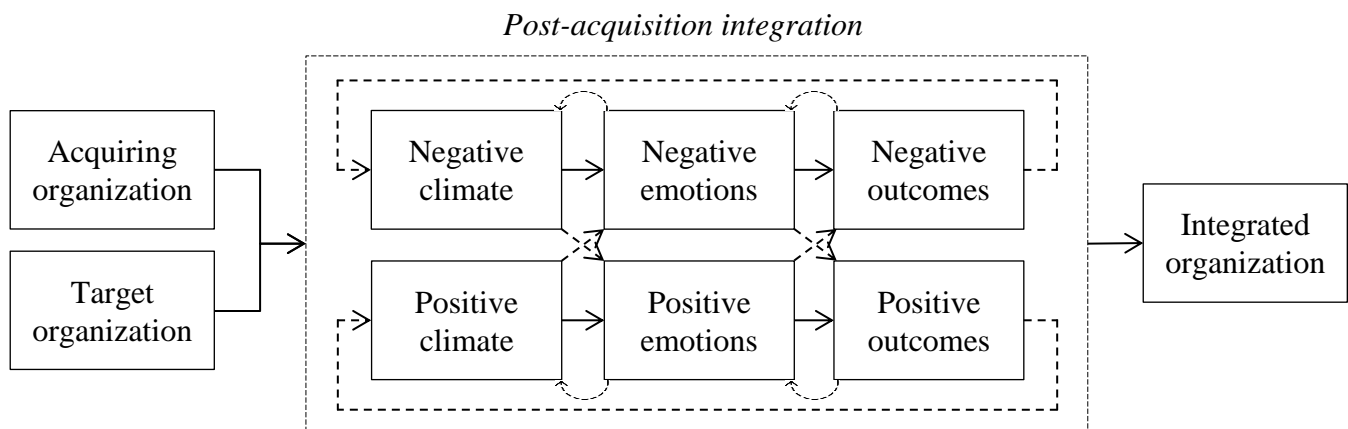 Post-acquisition integration
Acquiring
organization
Target
organization
Negative
climate
Negative
emotions
Negative
outcomes
Positive
climate
Positive
emotions
Positive
outcomes
Integrated
organization